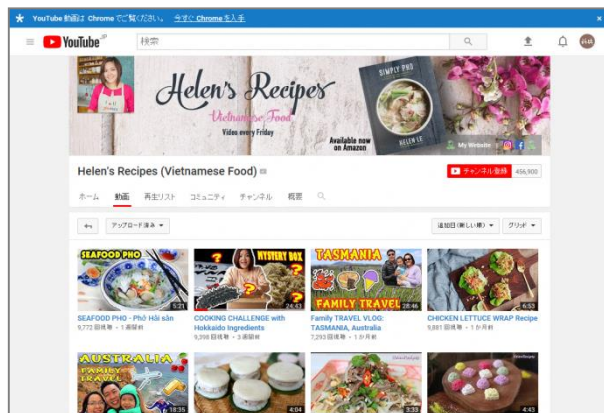 YouTube 動画は Chrome でご覧ください。 今すぐ Chrome を入手
YouTube JP
検索
Helen's Recipes
Vietnamese Food
Video every Friday
SIMPLY PHO
HELEN LE
Available now
on Amazon
My Website
Helen's Recipes (Vietnamese Food)
チャンネル登録 456,900
ホーム 動画 再生リスト コミュニティ チャンネル 概要
アップロード済み
追加日(新しい順) グリッド
SEAFOOD PHO
5:21
MYSTERY BOX
24:43
TASMANIA
FAMILY TRAVEL
28:46
6:53
SEAFOOD PHO - Phở Hải sản
9,772 回視聴 • 1 週間前
COOKING CHALLENGE with
Hokkaido Ingredients
9,398 回視聴 • 3 週間前
Family TRAVEL VLOG:
TASMANIA, Australia
7,293 回視聴 • 1 か月前
CHICKEN LETTUCE WRAP Recipe
9,881 回視聴 • 1 か月前
AUSTRALIA
FAMILY
TRAVEL
18:35
4:04
3:33
4:43